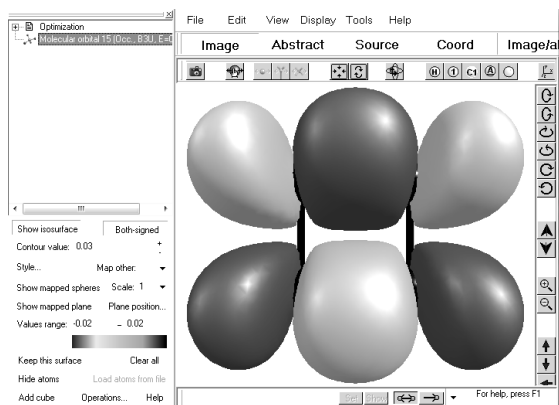 Optimization
Molecular orbital 15 (Occ., B3U, E=
Show isosurface Both-signed
Contour value: 0.03 + -
Style... Map other:
Show mapped spheres Scale: 1
Show mapped plane Plane position...
Values range: -0.02 – 0.02
Keep this surface Clear all
Hide atoms Load atoms from file
Add cube Operations... Help
File Edit View Display Tools Help
Image Abstract Source Coord Image/al
H 1 C1 A
Set Show For help, press F1